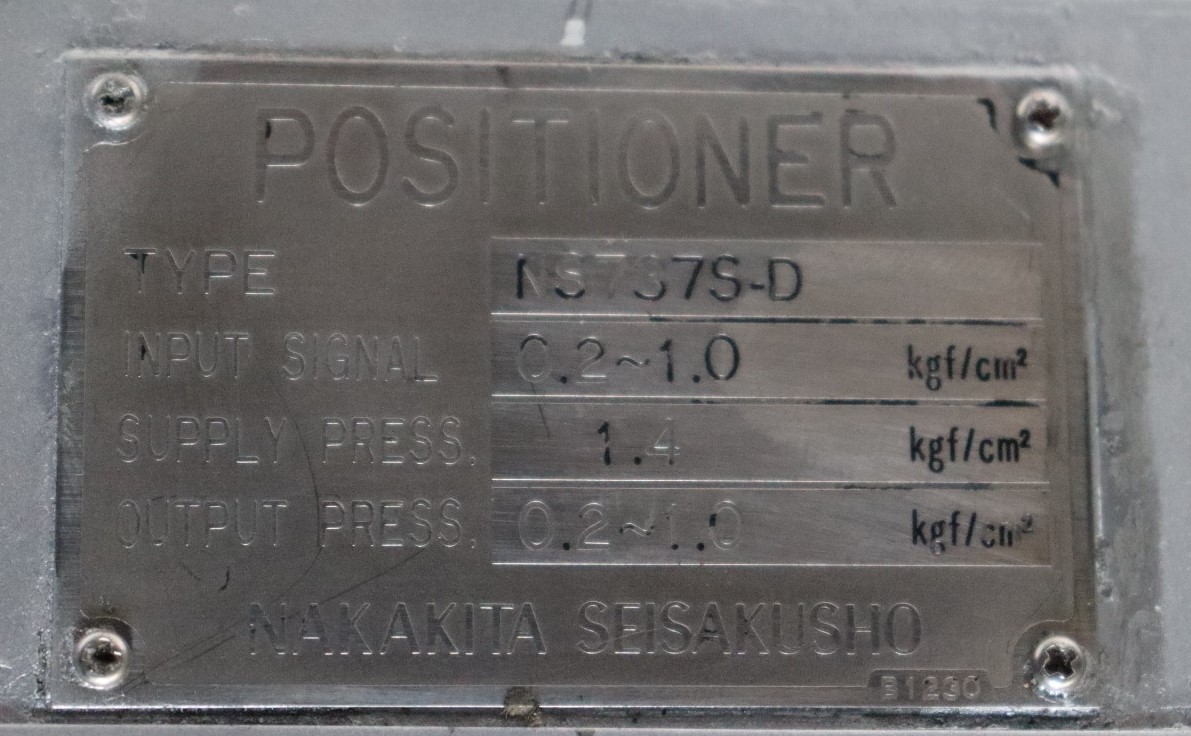 POSITIONER
TYPE NS737S-D
INPUT SIGNAL 0.2~1.0 kgf/cm²
SUPPLY PRESS. 1.4 kgf/cm²
OUTPUT PRESS. 0.2~1.0 kgf/cm²
NAKAKITA SEISAKUSHO
B1230